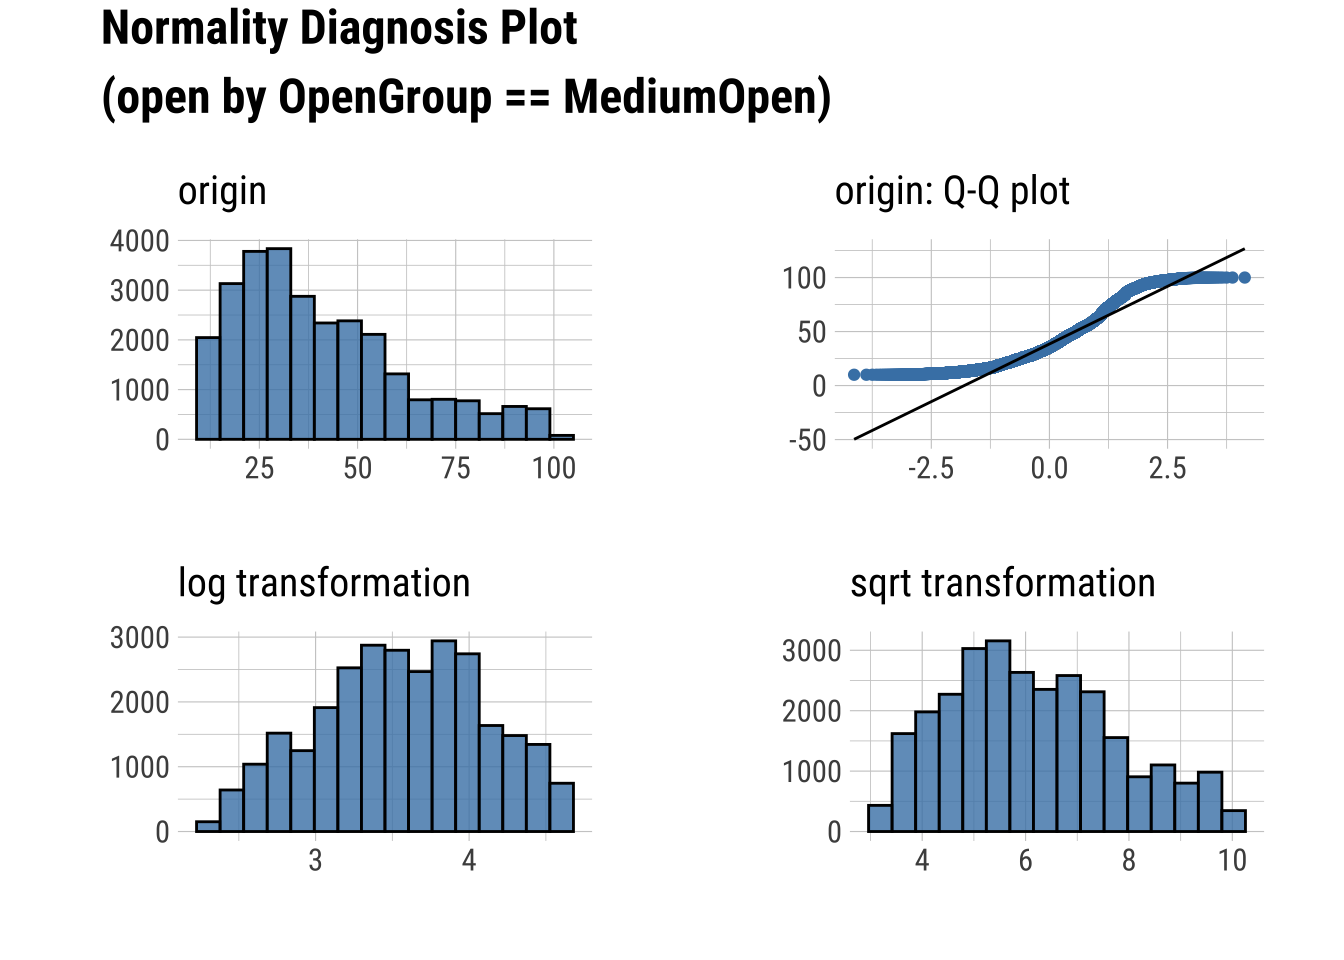 Normality Diagnosis Plot
(open by OpenGroup == MediumOpen)
origin
4000
3000
2000
1000
0
25 50 75 100
origin: Q-Q plot
100
50
0
-50
-2.5 0.0 2.5
log transformation
3000
2000
1000
0
3 4
sqrt transformation
3000
2000
1000
0
4 6 8 10